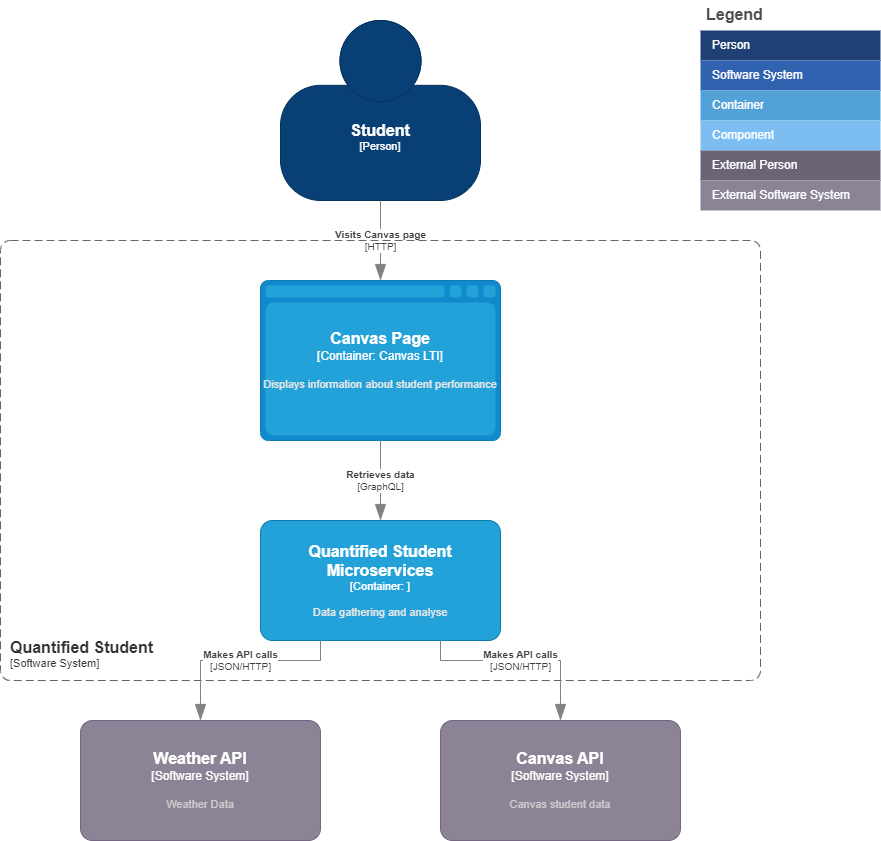 Legend
Person
Software System
Container
Component
External Person
External Software System
Student
[Person]
Visits Canvas page
[HTTP]
Canvas Page
[Container: Canvas LTI]
Displays information about student performance
Retrieves data
[GraphQL]
Quantified Student
Microservices
[Container: ]
Data gathering and analyse
Quantified Student
[Software System]
Makes API calls
[JSON/HTTP]
Makes API calls
[JSON/HTTP]
Weather API
[Software System]
Weather Data
Canvas API
[Software System]
Canvas student data